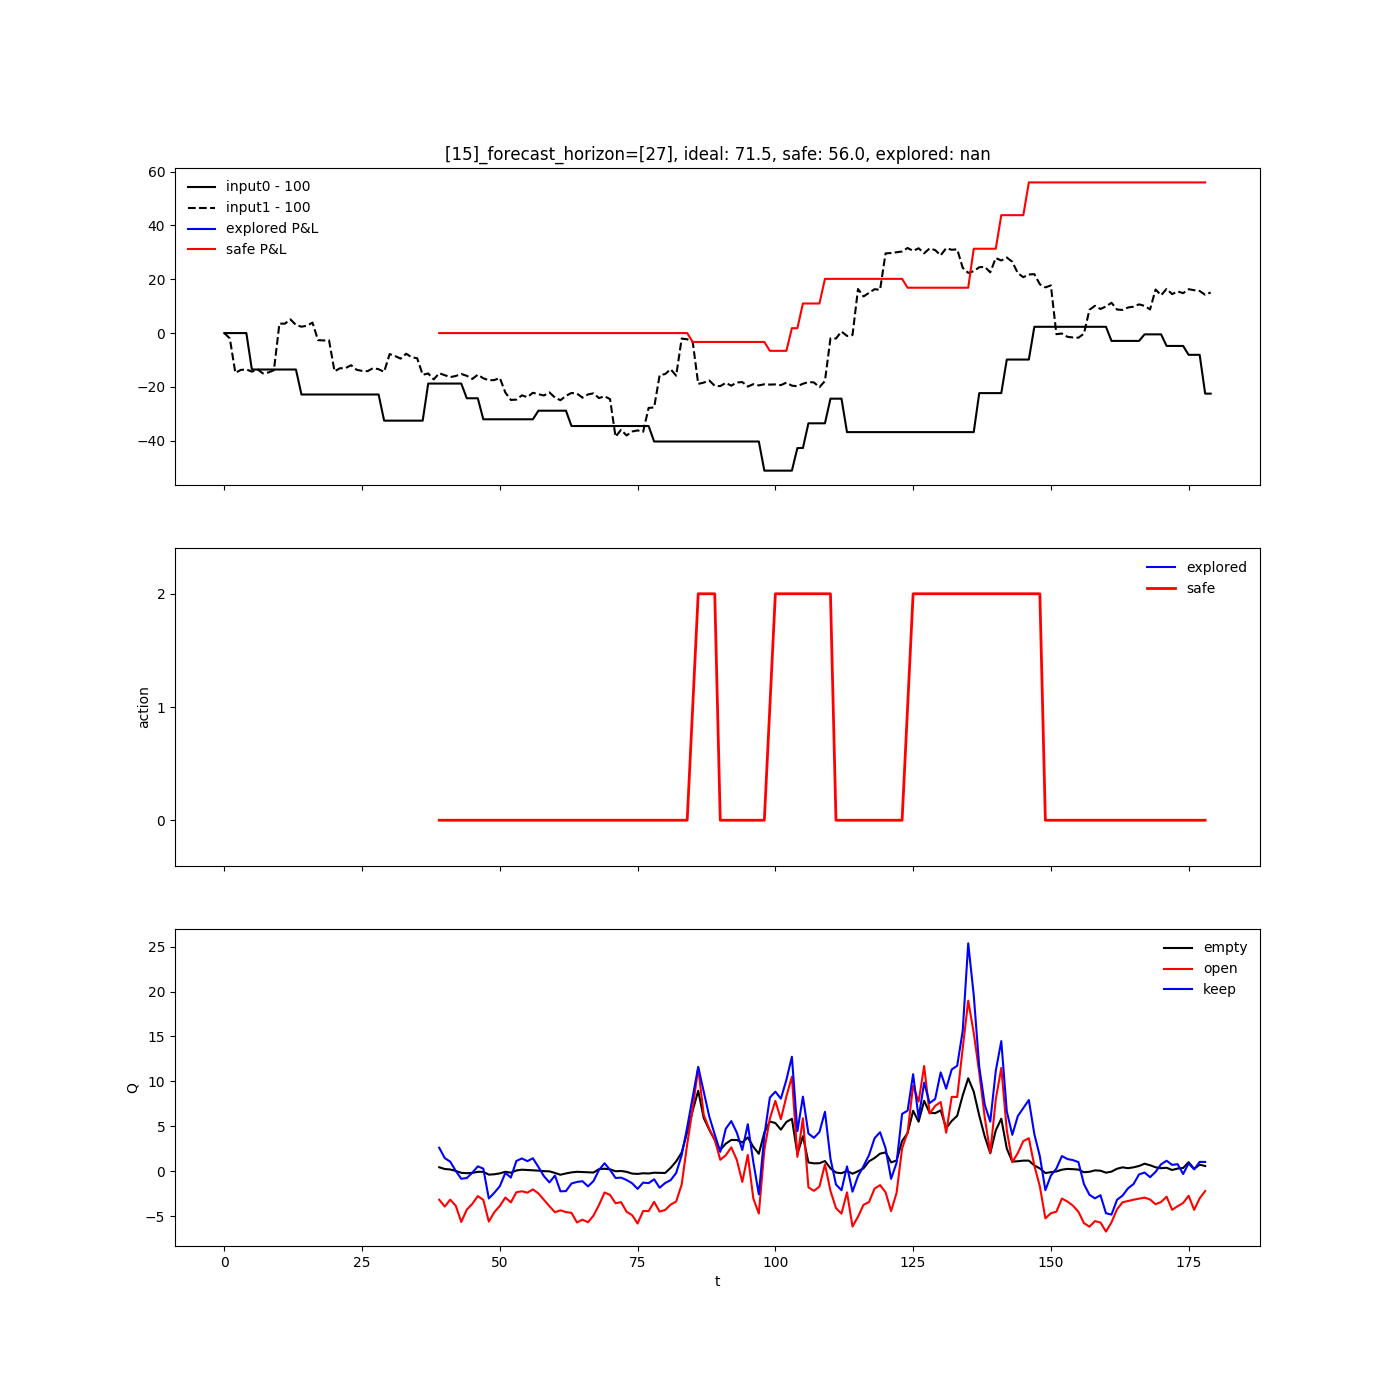 [15]_forecast_horizon=[27], ideal: 71.5, safe: 56.0, explored: nan
60
40
20
0
−20
−40
input0 - 100
input1 - 100
explored P&L
safe P&L
2
1
0
action
explored
safe
25
20
15
10
5
0
−5
Q
empty
open
keep
0 25 50 75 100 125 150 175
t